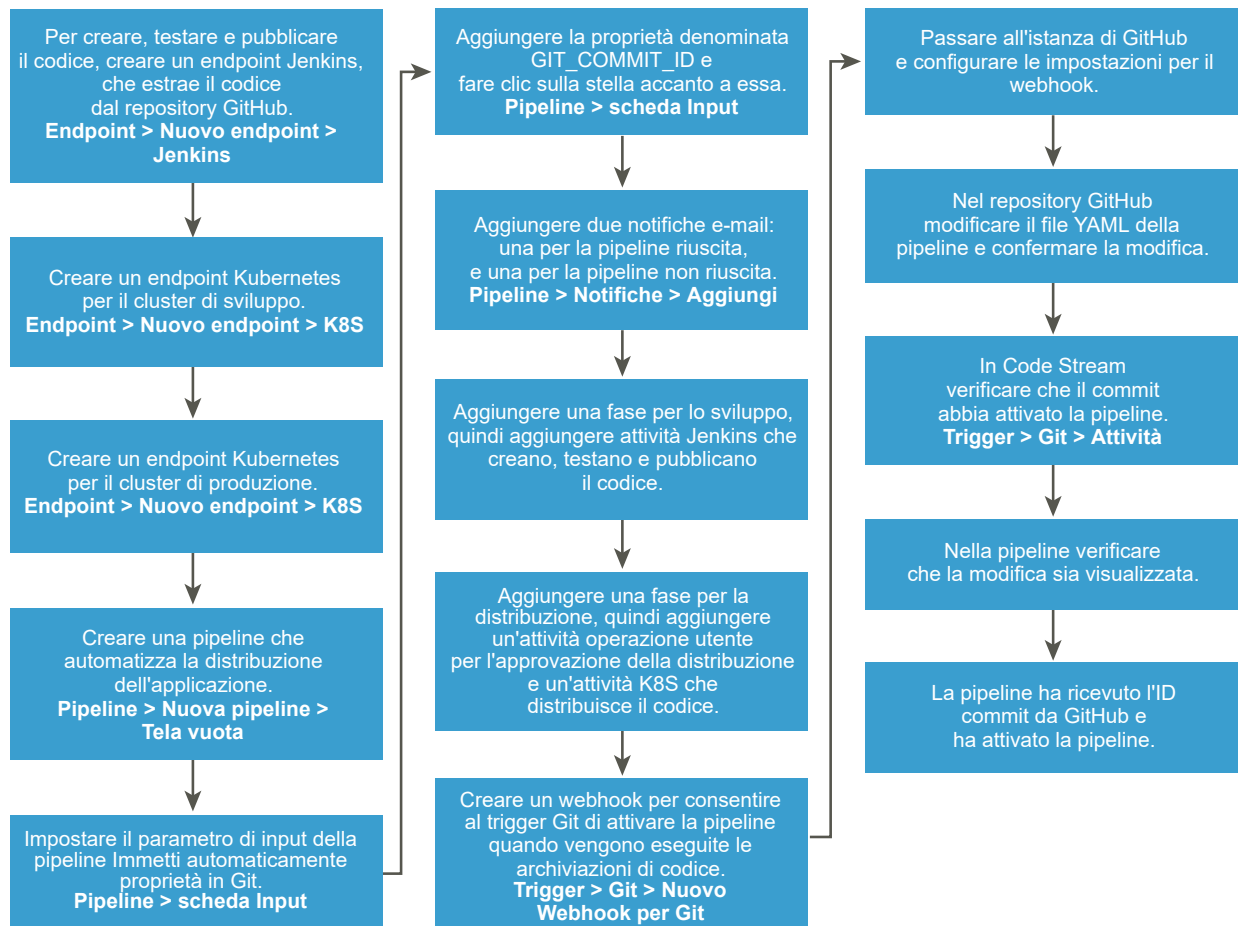 Per creare, testare e pubblicare
il codice, creare un endpoint Jenkins,
che estrae il codice
dal repository GitHub.
Endpoint > Nuovo endpoint >
Jenkins
Creare un endpoint Kubernetes
per il cluster di sviluppo.
Endpoint > Nuovo endpoint > K8S
Creare un endpoint Kubernetes
per il cluster di produzione.
Endpoint > Nuovo endpoint > K8S
Creare una pipeline che
automatizza la distribuzione
dell'applicazione.
Pipeline > Nuova pipeline >
Tela vuota
Impostare il parametro di input della
pipeline Immetti automaticamente
proprietà in Git.
Pipeline > scheda Input
Aggiungere la proprietà denominata
GIT_COMMIT_ID e
fare clic sulla stella accanto a essa.
Pipeline > scheda Input
Aggiungere due notifiche e-mail:
una per la pipeline riuscita,
e una per la pipeline non riuscita.
Pipeline > Notifiche > Aggiungi
Aggiungere una fase per lo sviluppo,
quindi aggiungere attività Jenkins che
creano, testano e pubblicano
il codice.
Aggiungere una fase per la
distribuzione, quindi aggiungere
un'attività operazione utente
per l'approvazione della distribuzione
e un'attività K8S che
distribuisce il codice.
Creare un webhook per consentire
al trigger Git di attivare la pipeline
quando vengono eseguite le
archiviazioni di codice.
Trigger > Git > Nuovo
Webhook per Git
Passare all'istanza di GitHub
e configurare le impostazioni per il
webhook.
Nel repository GitHub
modificare il file YAML della
pipeline e confermare la modifica.
In Code Stream
verificare che il commit
abbia attivato la pipeline.
Trigger > Git > Attività
Nella pipeline verificare
che la modifica sia visualizzata.
La pipeline ha ricevuto l'ID
commit da GitHub e
ha attivato la pipeline.